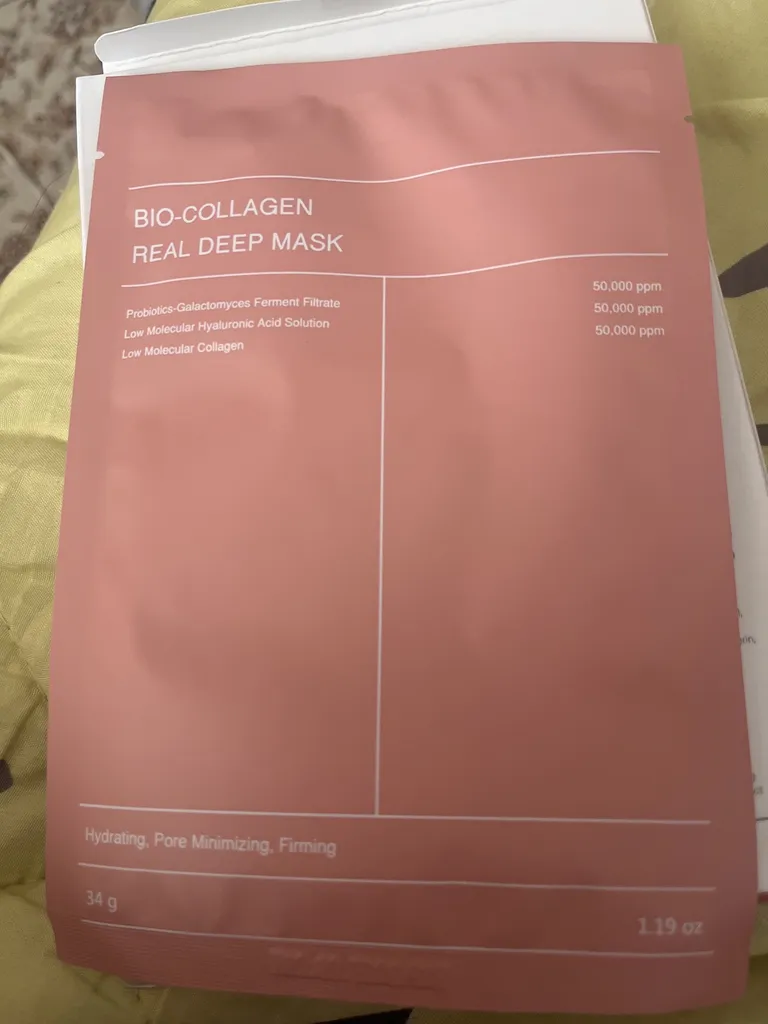 BIO-COLLAGEN
REAL DEEP MASK
Probiotics-Galactomyces Ferment Filtrate 50,000 ppm
Low Molecular Hyaluronic Acid Solution 50,000 ppm
Low Molecular Collagen 50,000 ppm
Hydrating, Pore Minimizing, Firming
34 g 1.19 oz